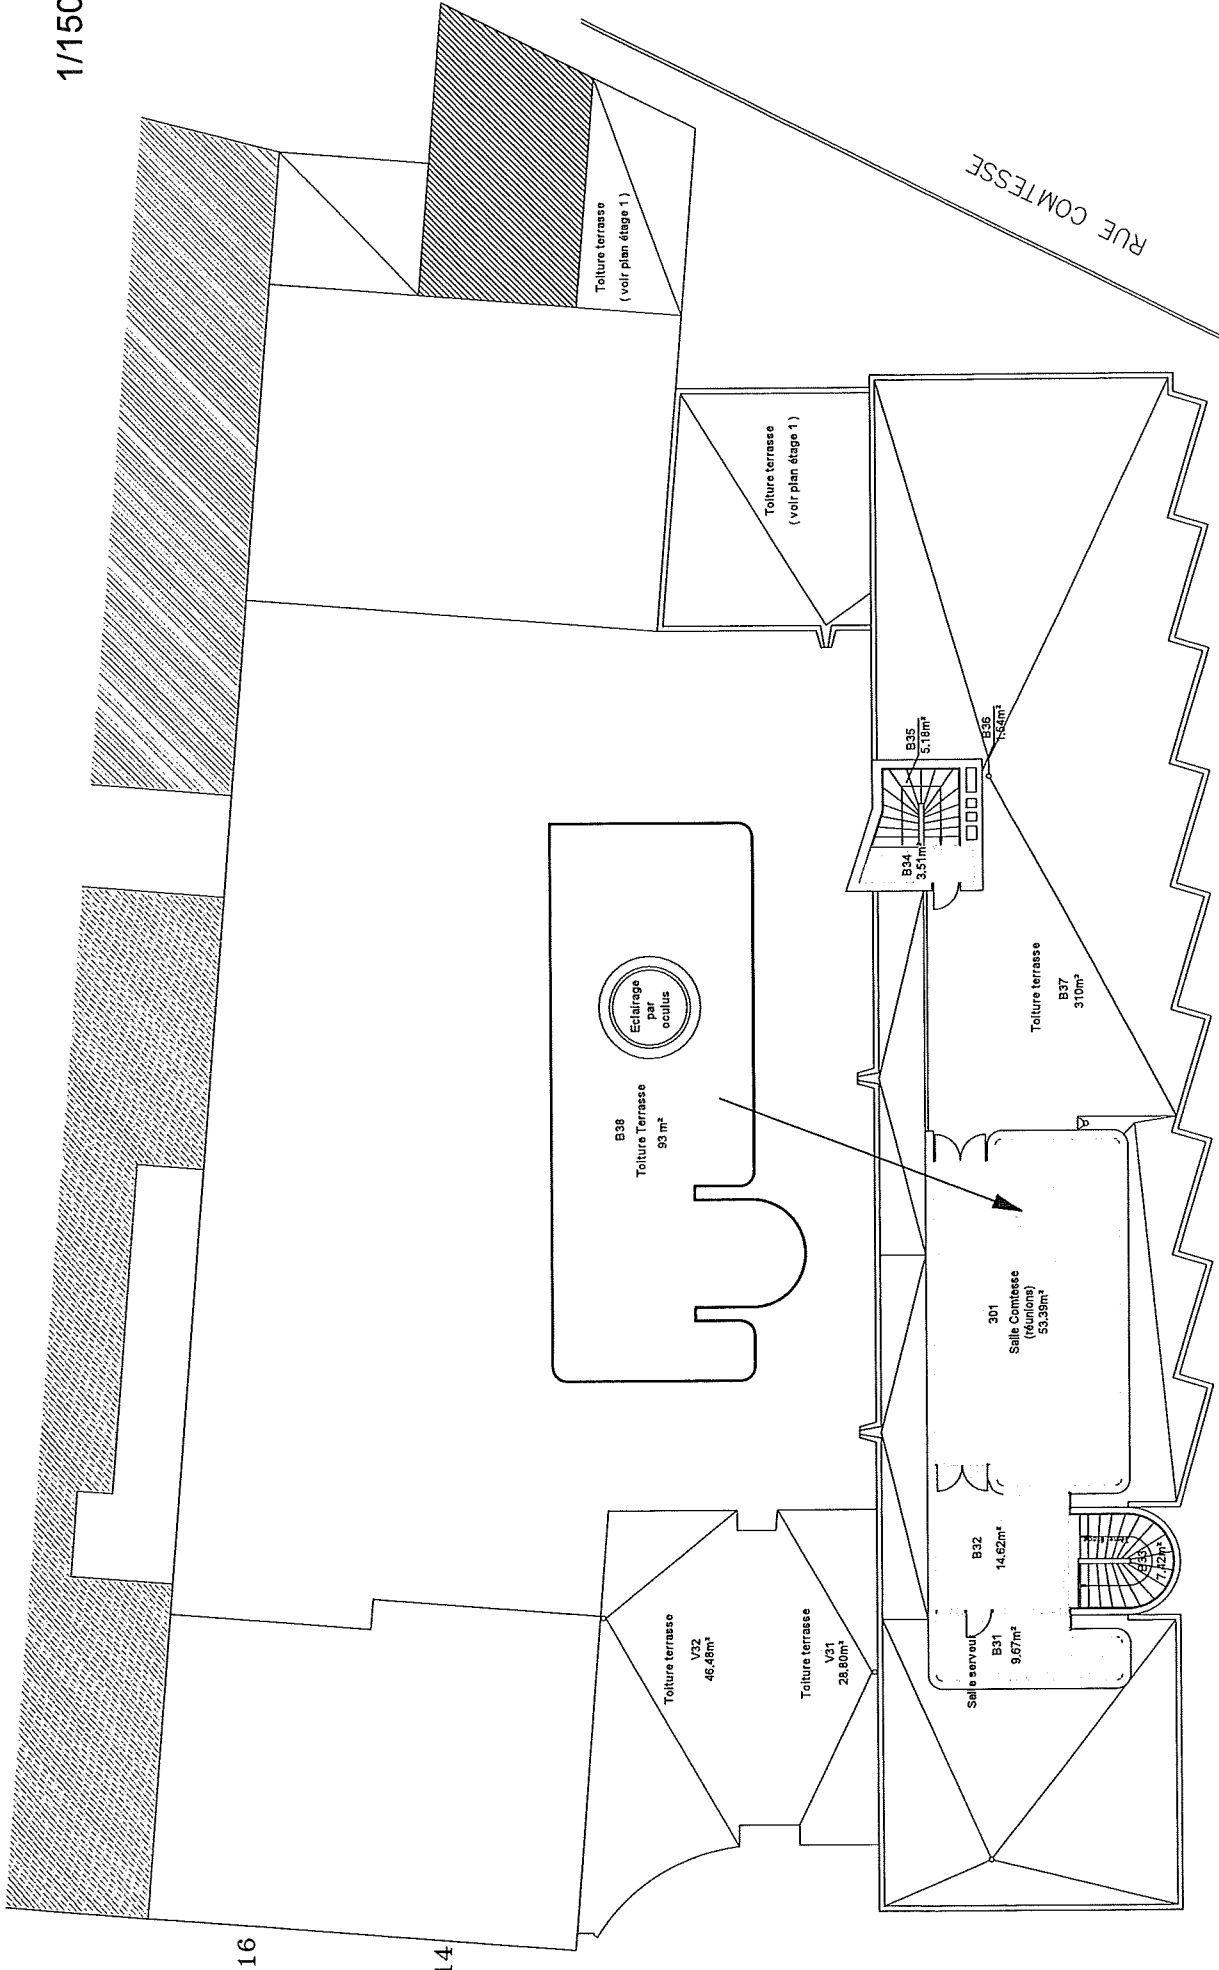 1/150
RUE COMTESSE
Toiture terrasse
( voir plan étage 1 )
Toiture terrasse
( voir plan étage 1 )
B35
5.18m²
B36
1.64m²
B34
3.51m²
Eclairage
par
oculus
B38
Toiture Terrasse
93 m²
Toiture terrasse
B37
310m²
301
Salle Comtesse
(réunions)
53.39m²
B32
14.62m²
B33
7.42m²
Salle serveur
B31
9.67m²
Toiture terrasse
V32
46.48m²
Toiture terrasse
V31
28.80m²
16
14